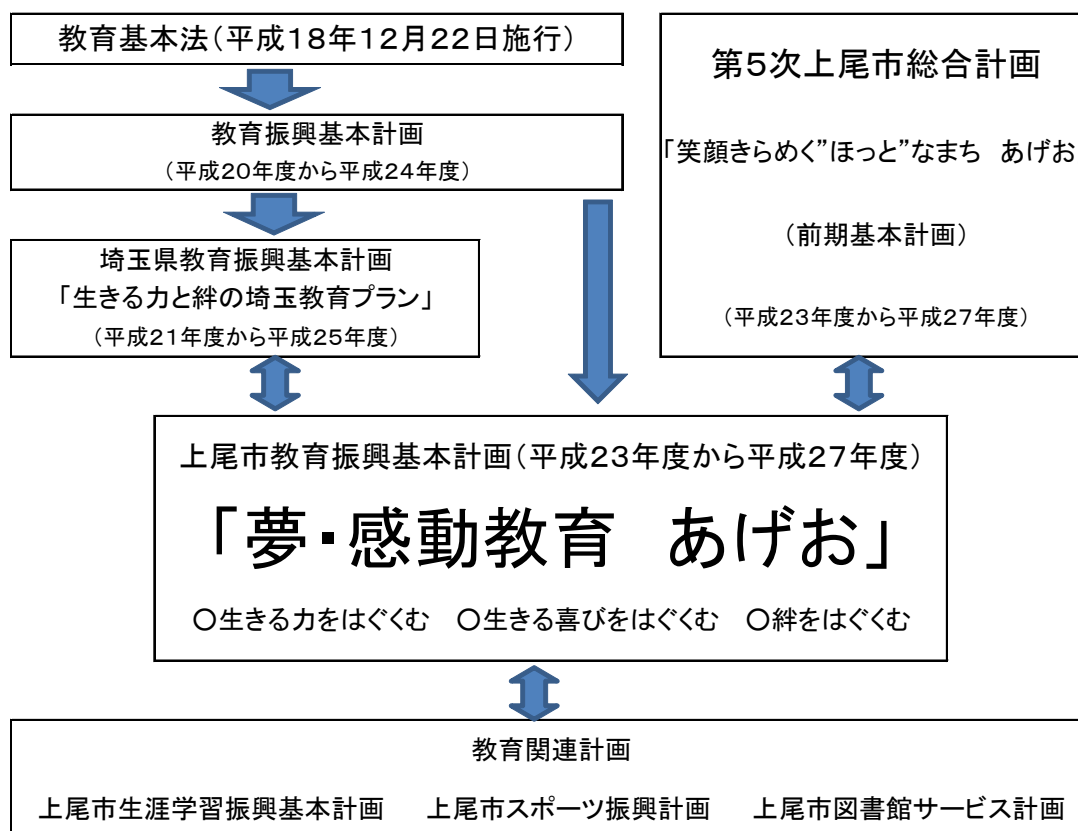 教育基本法(平成18年12月22日施行)
教育振興基本計画
(平成20年度から平成24年度)
埼玉県教育振興基本計画
「生きる力と絆の埼玉教育プラン」
(平成21年度から平成25年度)
第5次上尾市総合計画
「笑顔きらめく”ほっと”なまち　あげお
(前期基本計画)
(平成23年度から平成27年度)
上尾市教育振興基本計画(平成23年度から平成27年度)
「夢・感動教育　あげお」
○生きる力をはぐくむ　○生きる喜びをはぐくむ　○絆をはぐくむ
教育関連計画
上尾市生涯学習振興基本計画　上尾市スポーツ振興計画　上尾市図書館サービス計画